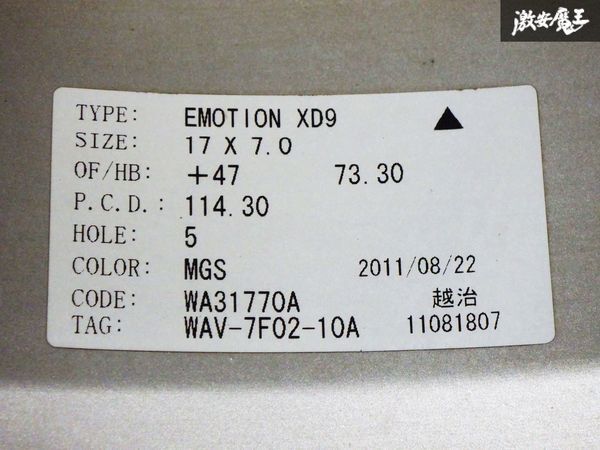 激安魔王
TYPE: EMOTION XD9 ▲
SIZE: 17 X 7.0
OF/HB: +47 73.30
P.C.D.: 114.30
HOLE: 5
COLOR: MGS 2011/08/22
CODE: WA31770A 越治
TAG: WAV-7F02-10A 11081807